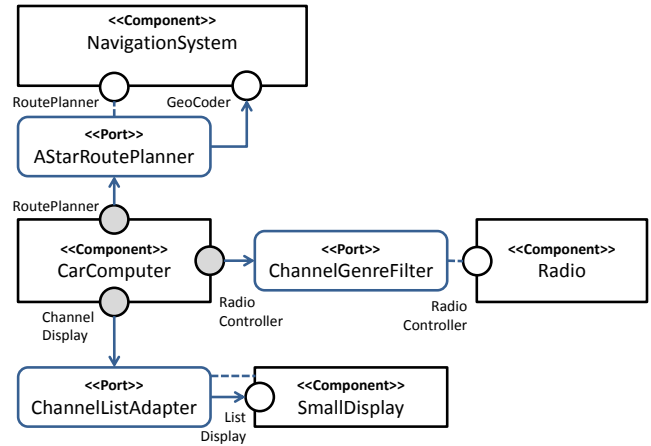 <<Component>>
NavigationSystem
RoutePlanner
GeoCoder
<<Port>>
AStarRoutePlanner
RoutePlanner
<<Component>>
CarComputer
<<Port>>
ChannelGenreFilter
<<Component>>
Radio
Channel
Display
Radio
Controller
Radio
Controller
<<Port>>
ChannelListAdapter
<<Component>>
SmallDisplay
List
Display